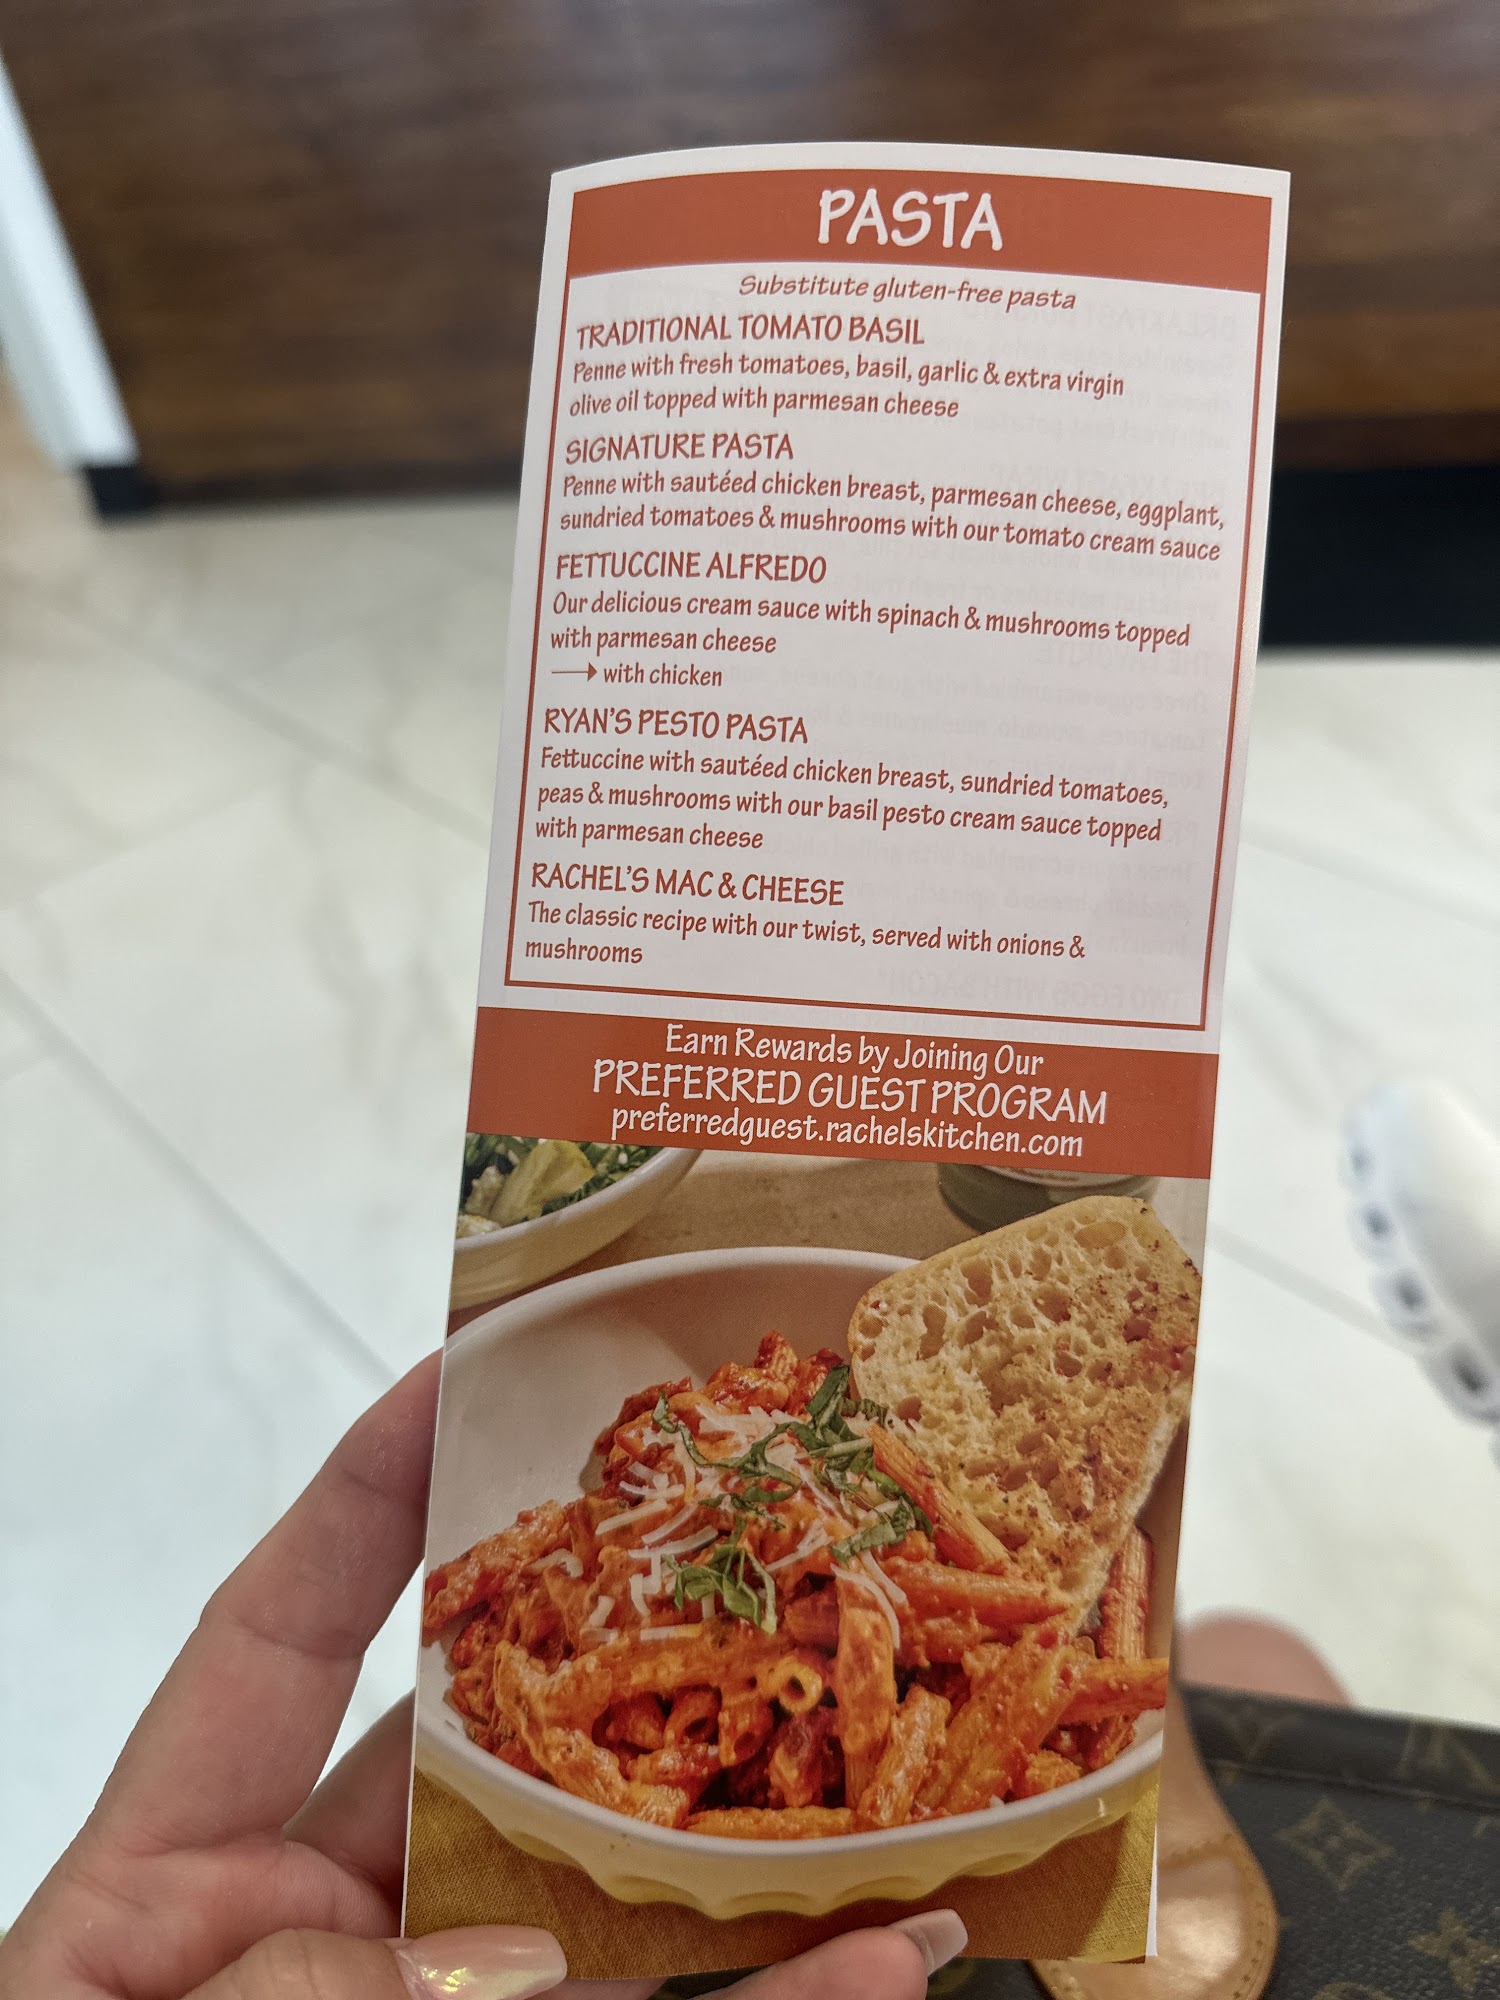 PASTA
Substitute gluten-free pasta
TRADITIONAL TOMATO BASIL
Penne with fresh tomatoes, basil, garlic & extra virgin
olive oil topped with parmesan cheese
SIGNATURE PASTA
Penne with sautéed chicken breast, parmesan cheese, eggplant,
sundried tomatoes & mushrooms with our tomato cream sauce
FETTUCCINE ALFREDO
Our delicious cream sauce with spinach & mushrooms topped
with parmesan cheese
→ with chicken
RYAN'S PESTO PASTA
Fettuccine with sautéed chicken breast, sundried tomatoes,
peas & mushrooms with our basil pesto cream sauce topped
with parmesan cheese
RACHEL'S MAC & CHEESE
The classic recipe with our twist, served with onions &
mushrooms
Earn Rewards by Joining Our
PREFERRED GUEST PROGRAM
preferredguest.rachelskitchen.com